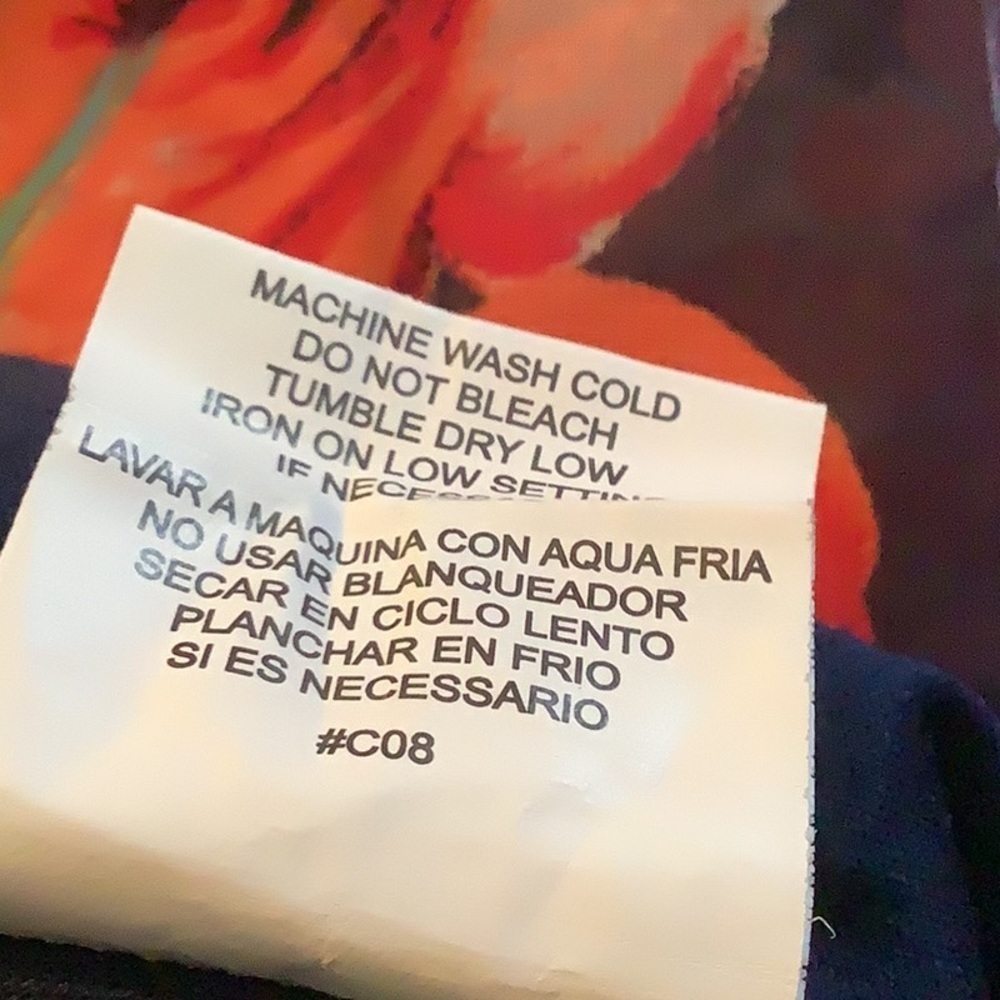 MACHINE WASH COLD
DO NOT BLEACH
TUMBLE DRY LOW
IRON ON LOW
IF
LAVAR A MAQUINA CON AQUA FRIA
NO USAR BLANQUEADOR
SECAR EN CICLO LENTO
PLANCHAR EN FRIO
SI ES NECESSARIO
#C08